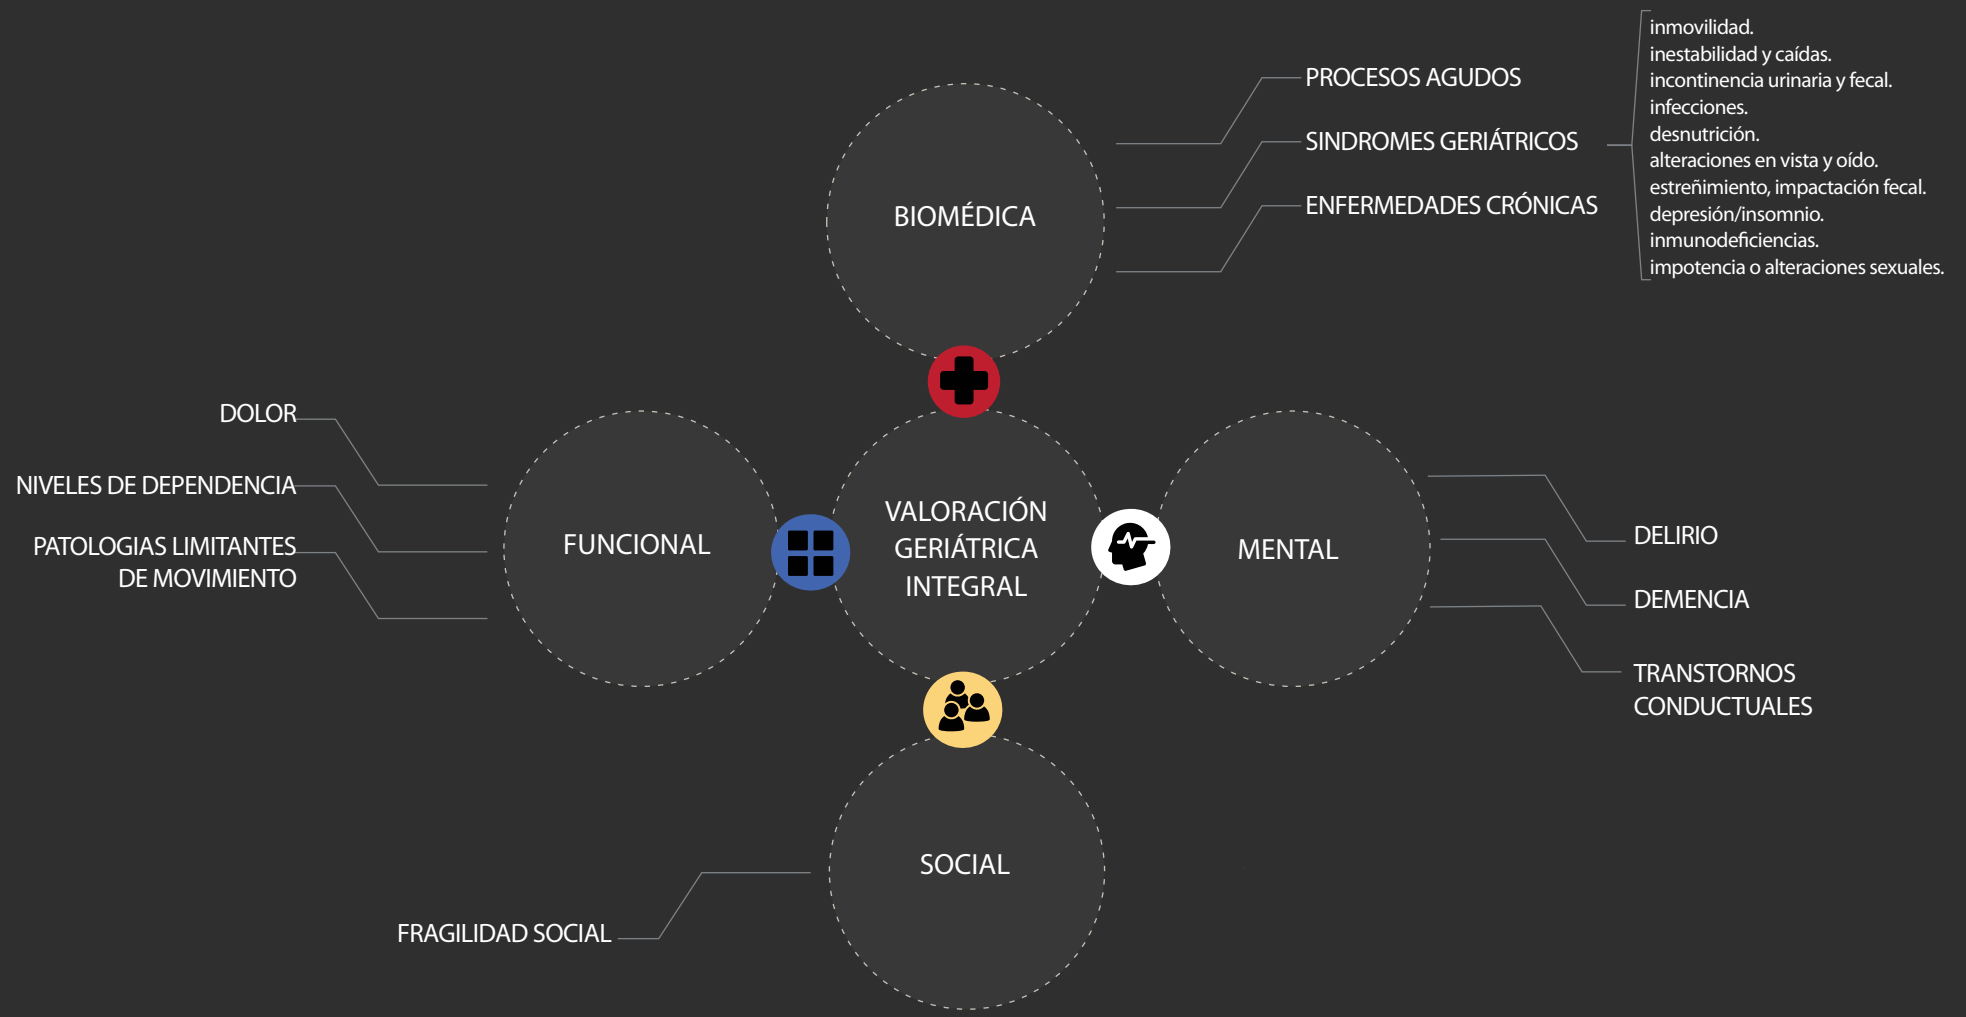 PROCESOS AGUDOS
SINDROMES GERIÁTRICOS
ENFERMEDADES CRÓNICAS
inmovilidad.
inestabilidad y caídas.
incontinencia urinaria y fecal.
infecciones.
desnutrición.
alteraciones en vista y oído.
estreñimiento, impactación fecal.
depresión/insomnio.
inmunodeficiencias.
impotencia o alteraciones sexuales.
BIOMÉDICA
DOLOR
NIVELES DE DEPENDENCIA
PATOLOGIAS LIMITANTES
DE MOVIMIENTO
FUNCIONAL
VALORACIÓN
GERIÁTRICA
INTEGRAL
MENTAL
DELIRIO
DEMENCIA
TRANSTORNOS
CONDUCTUALES
SOCIAL
FRAGILIDAD SOCIAL